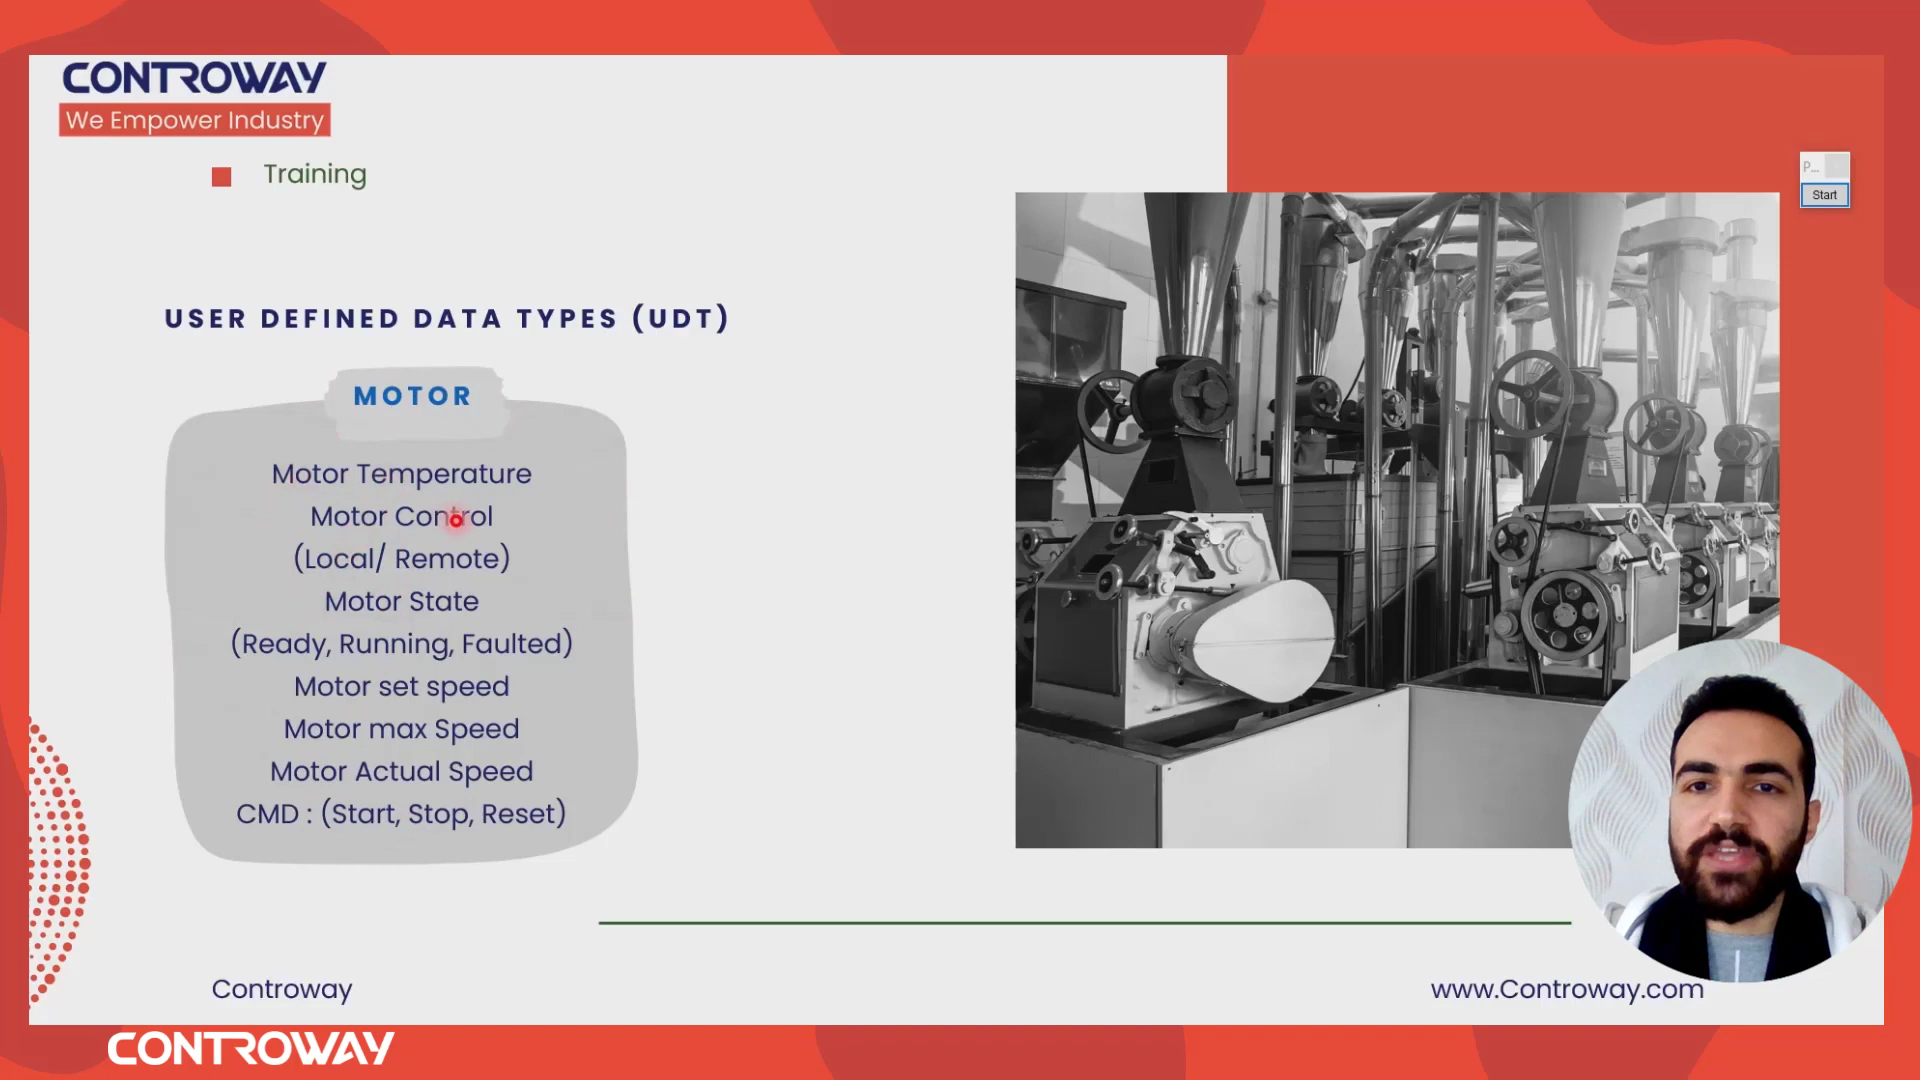 CONTROWAY
We Empower Industry
Training
USER DEFINED DATA TYPES (UDT)
MOTOR
Motor Temperature
Motor Control
(Local/ Remote)
Motor State
(Ready, Running, Faulted)
Motor set speed
Motor max Speed
Motor Actual Speed
CMD : (Start, Stop, Reset)
P...
Start
Controway
www.Controway.com
CONTROWAY